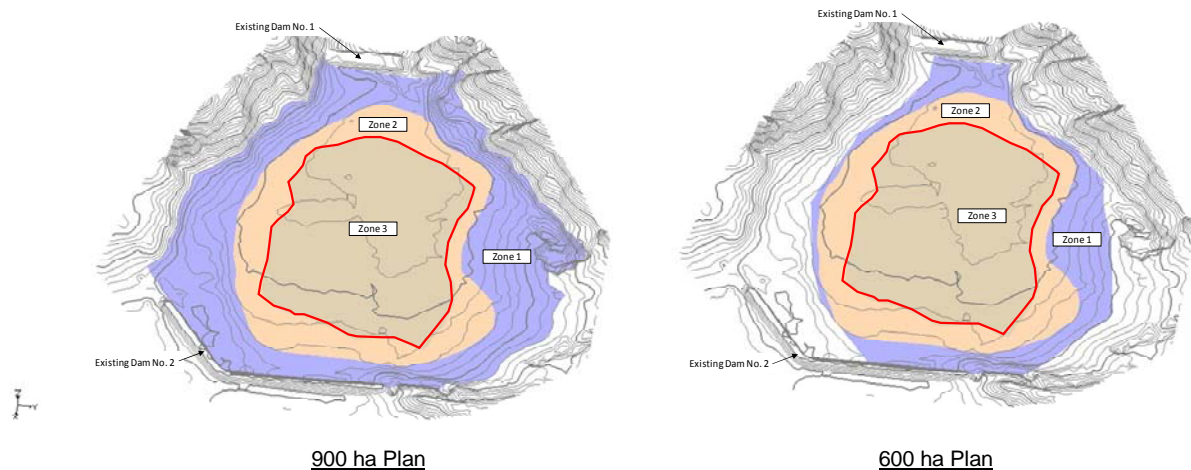 Existing Dam No. 1
Zone 2
Zone 3
Zone 1
Existing Dam No. 2
900 ha Plan
Existing Dam No. 1
Zone 2
Zone 3
Zone 1
Existing Dam No. 2
600 ha Plan